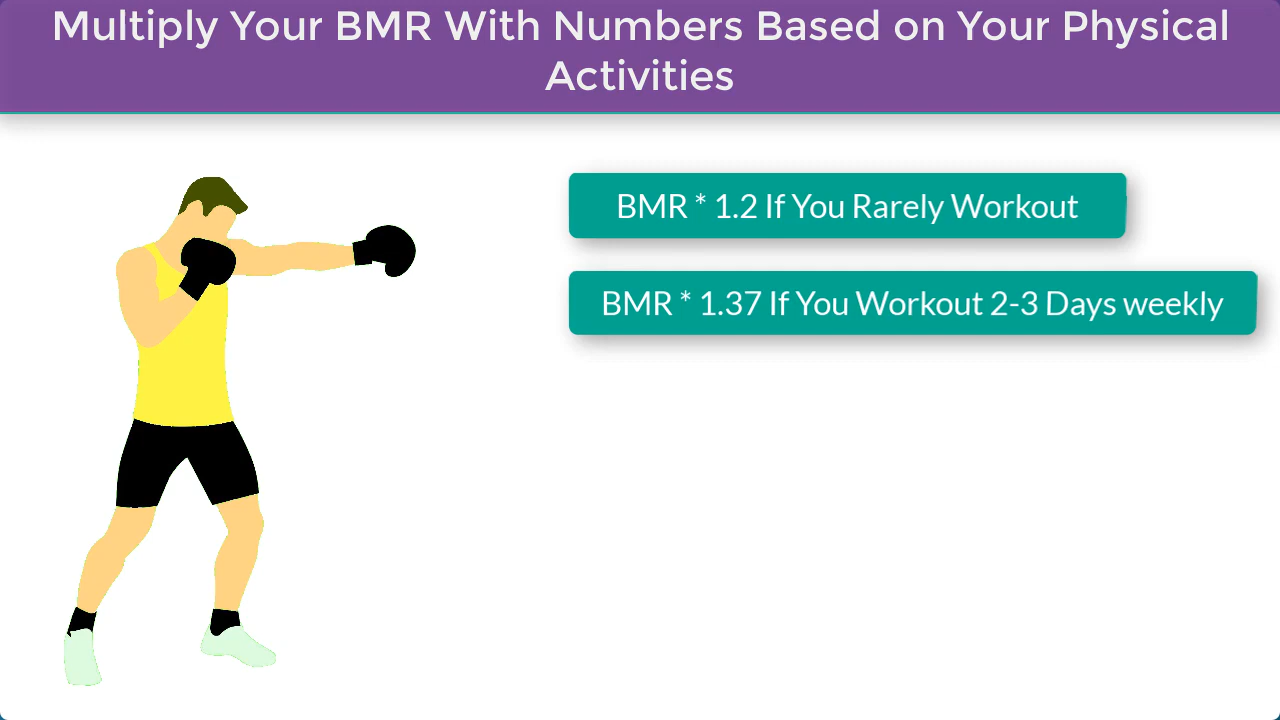 Multiply Your BMR With Numbers Based on Your Physical
Activities
BMR * 1.2 If You Rarely Workout
BMR * 1.37 If You Workout 2-3 Days weekly